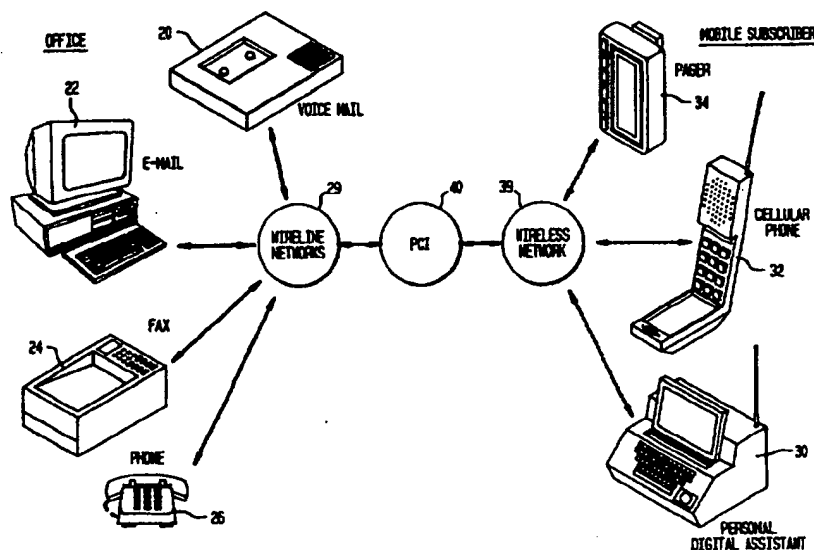 OFFICE
20
MOBILE SUBSCRIBER
22
VOICE MAIL
PAGER
34
E-MAIL
29
40
39
WIRELINE
NETWORKS
PCI
WIRELESS
NETWORK
CELLULAR
PHONE
32
FAX
24
PHONE
26
30
PERSONAL
DIGITAL ASSISTANT